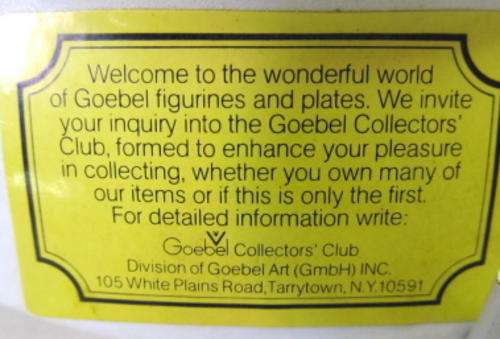 Welcome to the wonderful world
of Goebel figurines and plates. We invite
your inquiry into the Goebel Collectors'
Club, formed to enhance your pleasure
in collecting, whether you own many of
our items or if this is only the first.
For detailed information write:
Goebel Collectors' Club
Division of Goebel Art (GmbH) INC.
105 White Plains Road, Tarrytown, N.Y. 10591